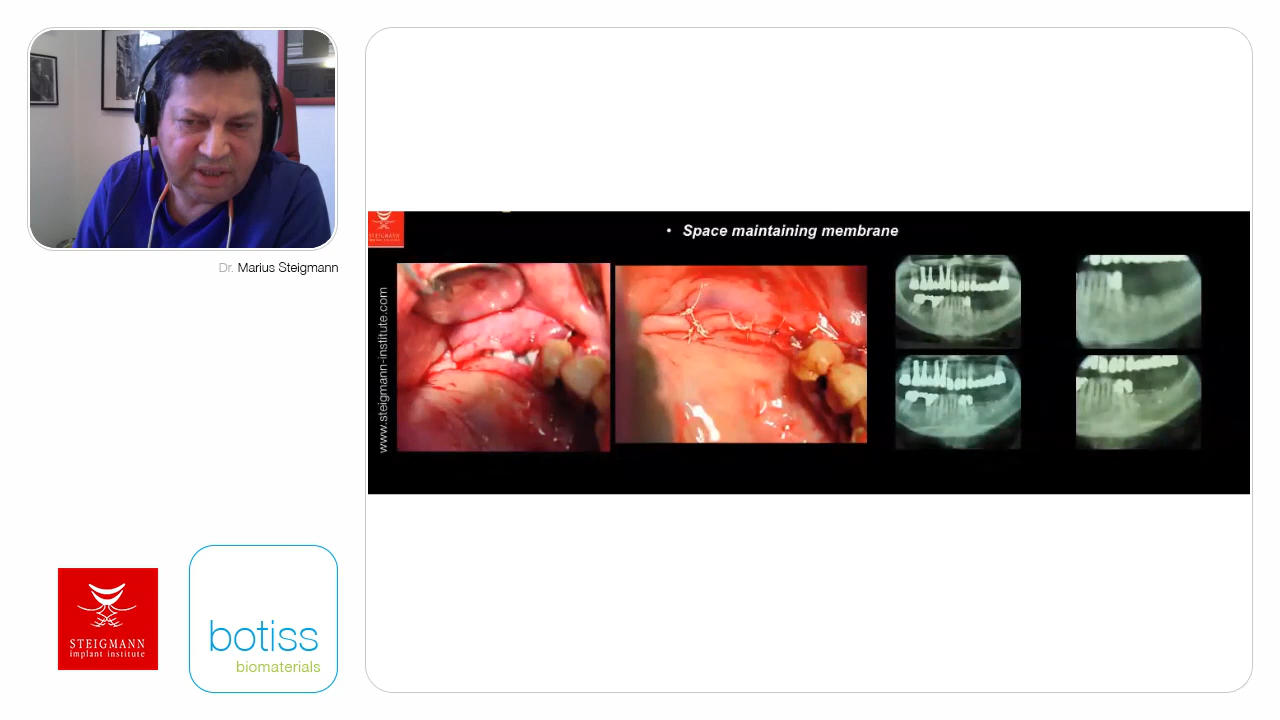 Dr. Marius Steigmann
STEIGMANN
implant institute
botiss
biomaterials
• Space maintaining membrane
www.steigmann-institute.com